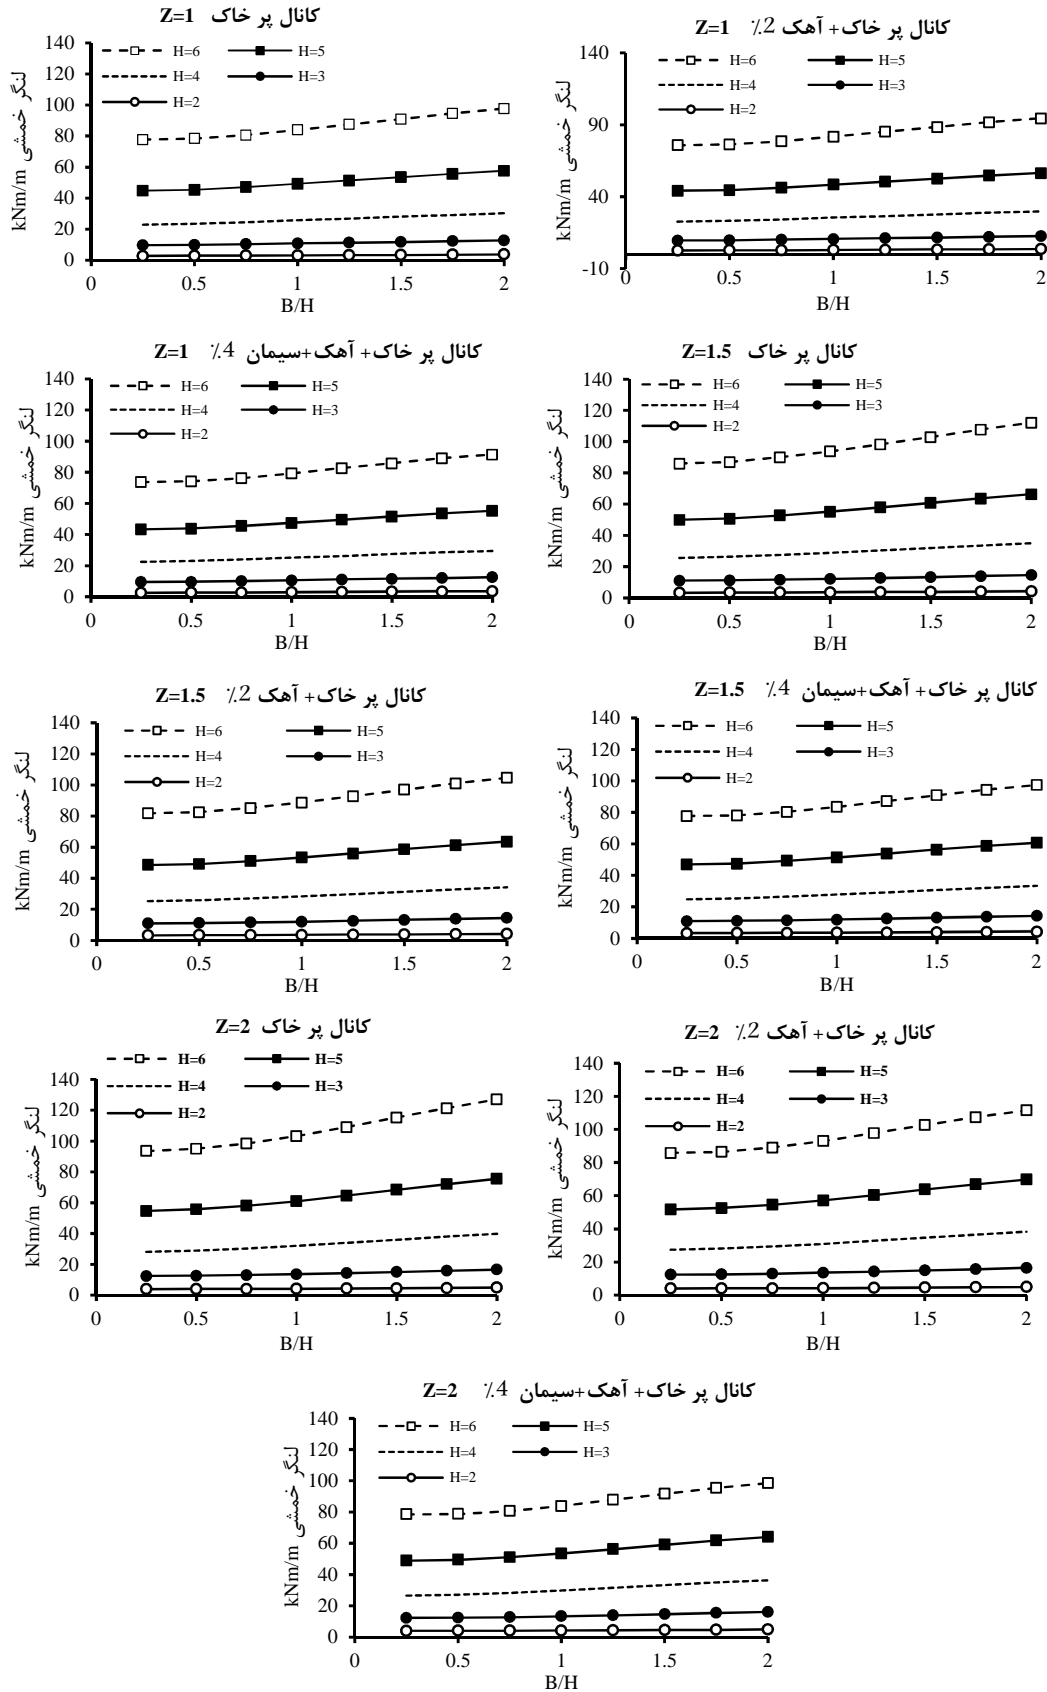 کانال پر خاک Z=1
140
120
100
80
60
40
20
0
0
0.5
1
1.5
2
H=6
H=5
H=4
H=3
H=2
لنگر خمشی kNm/m
B/H
کانال پر خاک+ آهک 2٪ Z=1
140
90
40
-10
0
0.5
1
1.5
2
H=6
H=5
H=4
H=3
H=2
لنگر خمشی kNm/m
B/H
کانال پر خاک+ آهک+سیمان 4٪ Z=1
140
120
100
80
60
40
20
0
0
0.5
1
1.5
2
H=6
H=5
H=4
H=3
H=2
لنگر خمشی kNm/m
B/H
کانال پر خاک Z=1.5
140
120
100
80
60
40
20
0
0
0.5
1
1.5
2
H=6
H=5
H=4
H=3
H=2
لنگر خمشی kNm/m
B/H
کانال پر خاک+ آهک 2٪ Z=1.5
140
120
100
80
60
40
20
0
0
0.5
1
1.5
2
H=6
H=5
H=4
H=3
H=2
لنگر خمشی kNm/m
B/H
کانال پر خاک+ آهک+سیمان 4٪ Z=1.5
140
120
100
80
60
40
20
0
0
0.5
1
1.5
2
H=6
H=5
H=4
H=3
H=2
لنگر خمشی kNm/m
B/H
کانال پر خاک Z=2
140
120
100
80
60
40
20
0
0
0.5
1
1.5
2
H=6
H=5
H=4
H=3
H=2
لنگر خمشی kNm/m
B/H
کانال پر خاک+ آهک 2٪ Z=2
140
120
100
80
60
40
20
0
0
0.5
1
1.5
2
H=6
H=5
H=4
H=3
H=2
لنگر خمشی kNm/m
B/H
کانال پر خاک+ آهک+سیمان 4٪ Z=2
140
120
100
80
60
40
20
0
0
0.5
1
1.5
2
H=6
H=5
H=4
H=3
H=2
لنگر خمشی kNm/m
B/H